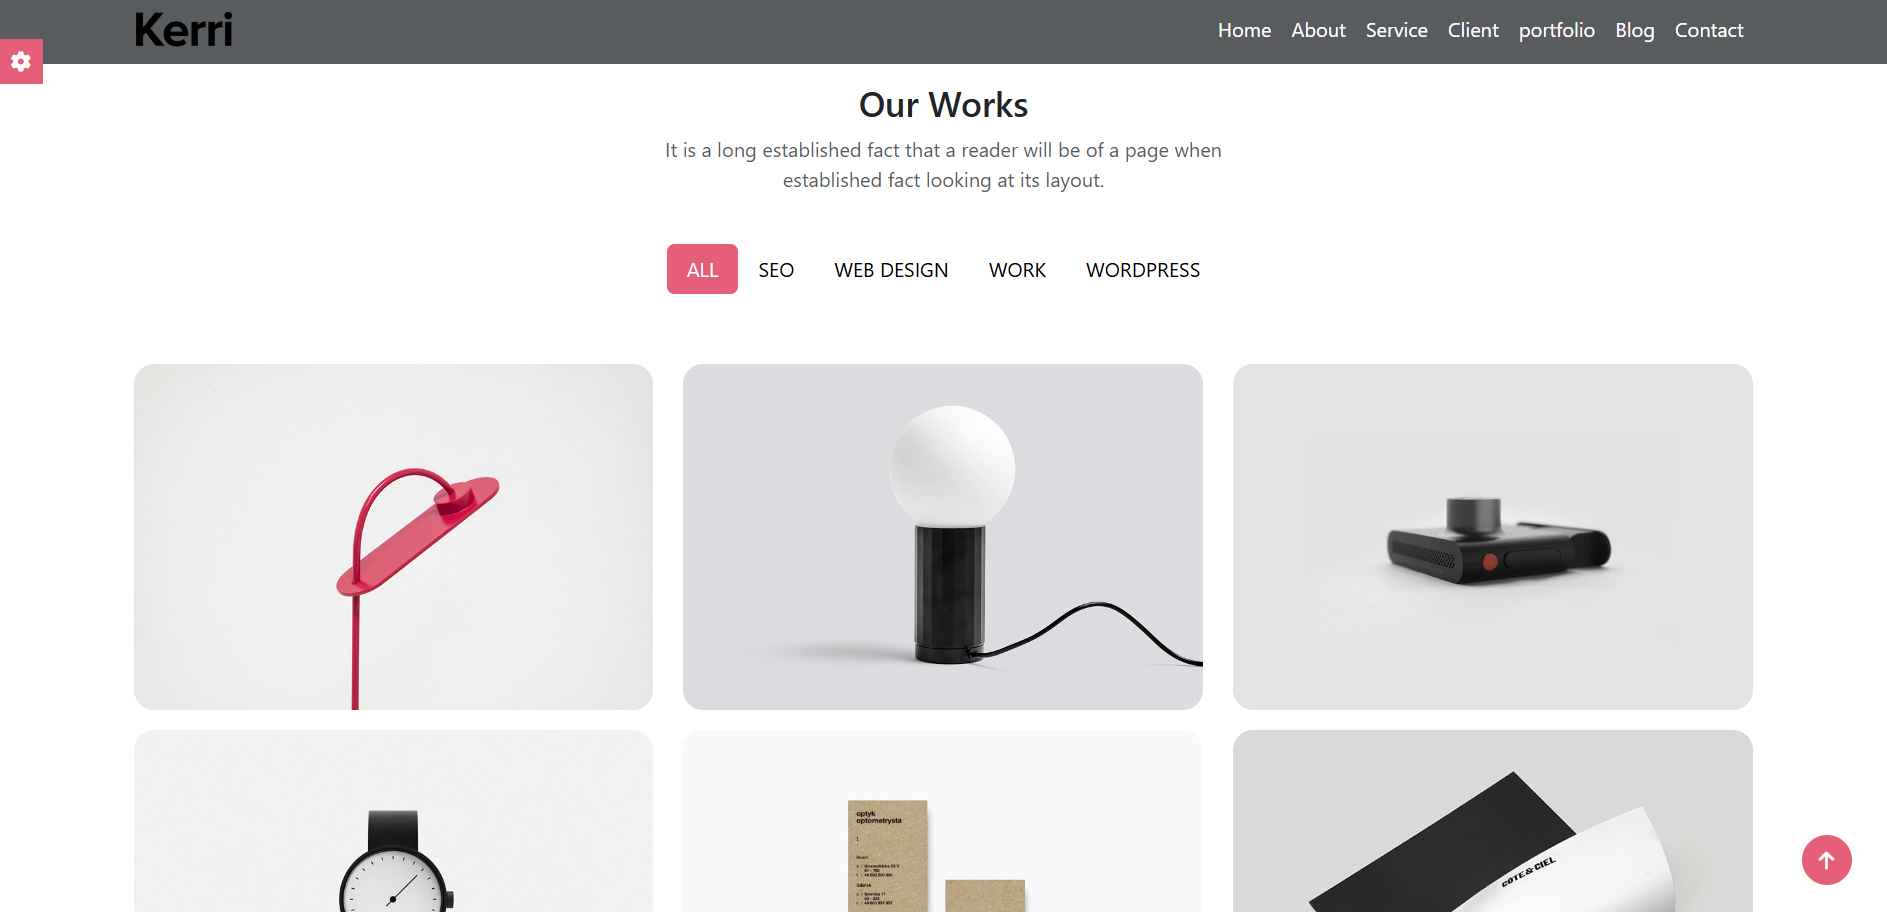 Kerri
Home About Service Client portfolio Blog Contact
Our Works
It is a long established fact that a reader will be of a page when
established fact looking at its layout.
ALL SEO WEB DESIGN WORK WORDPRESS
optyk
optometrysta
COTE&CIEL